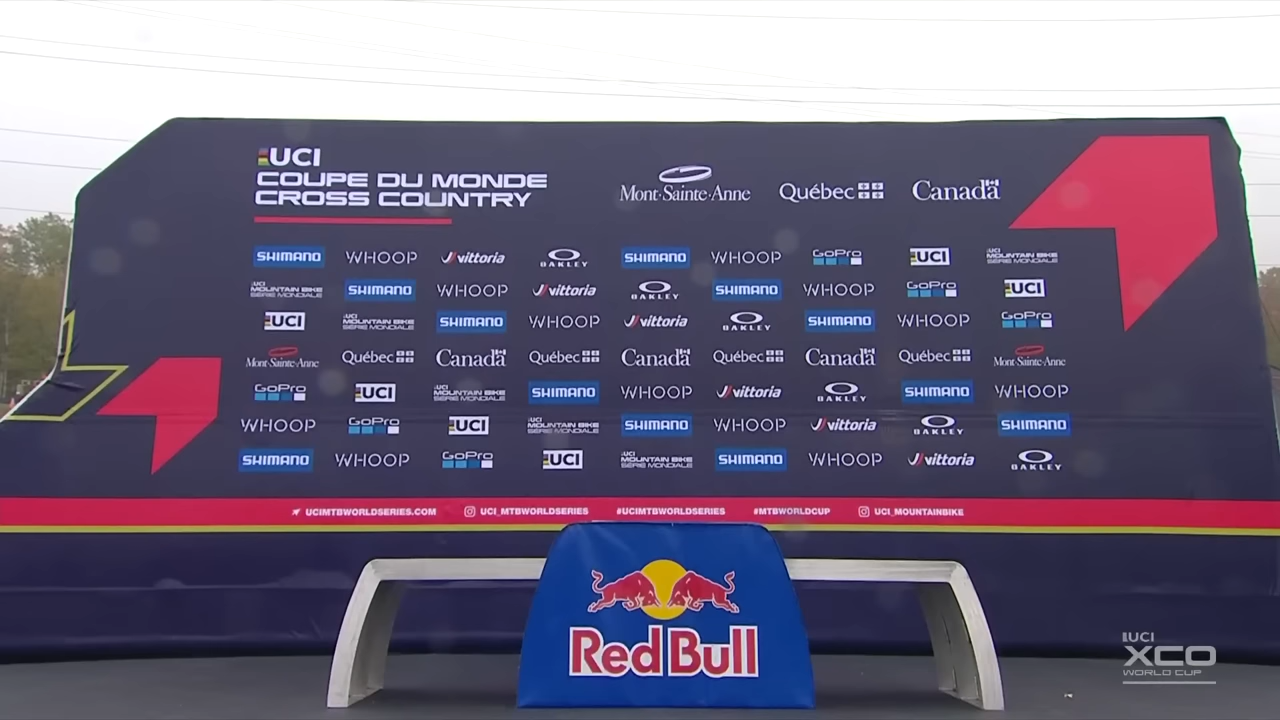 UCI
COUPE DU MONDE
CROSS COUNTRY
Mont-Sainte-Anne Québec Canada
SHIMANO WHOOP Vittoria OAKLEY SHIMANO WHOOP GoPro UCI UCI MOUNTAIN BIKE SÉRIE MONDIALE
UCI MOUNTAIN BIKE SÉRIE MONDIALE SHIMANO WHOOP Vittoria OAKLEY SHIMANO WHOOP GoPro UCI
UCI UCI MOUNTAIN BIKE SÉRIE MONDIALE SHIMANO WHOOP Vittoria OAKLEY SHIMANO WHOOP GoPro
Mont-Sainte-Anne Québec Canada Québec Canada Québec Canada Québec Mont-Sainte-Anne
GoPro UCI UCI MOUNTAIN BIKE SÉRIE MONDIALE SHIMANO WHOOP Vittoria OAKLEY SHIMANO WHOOP
WHOOP GoPro UCI UCI MOUNTAIN BIKE SÉRIE MONDIALE SHIMANO WHOOP Vittoria OAKLEY SHIMANO
SHIMANO WHOOP GoPro UCI UCI MOUNTAIN BIKE SÉRIE MONDIALE SHIMANO WHOOP Vittoria OAKLEY
UCIMTBWORLDSERIES.COM UCI_MTBWORLDSERIES #UCIMTBWORLDSERIES #MTBWORLDCUP UCI_MOUNTAINBIKE
Red Bull
UCI
XCO
WORLD CUP